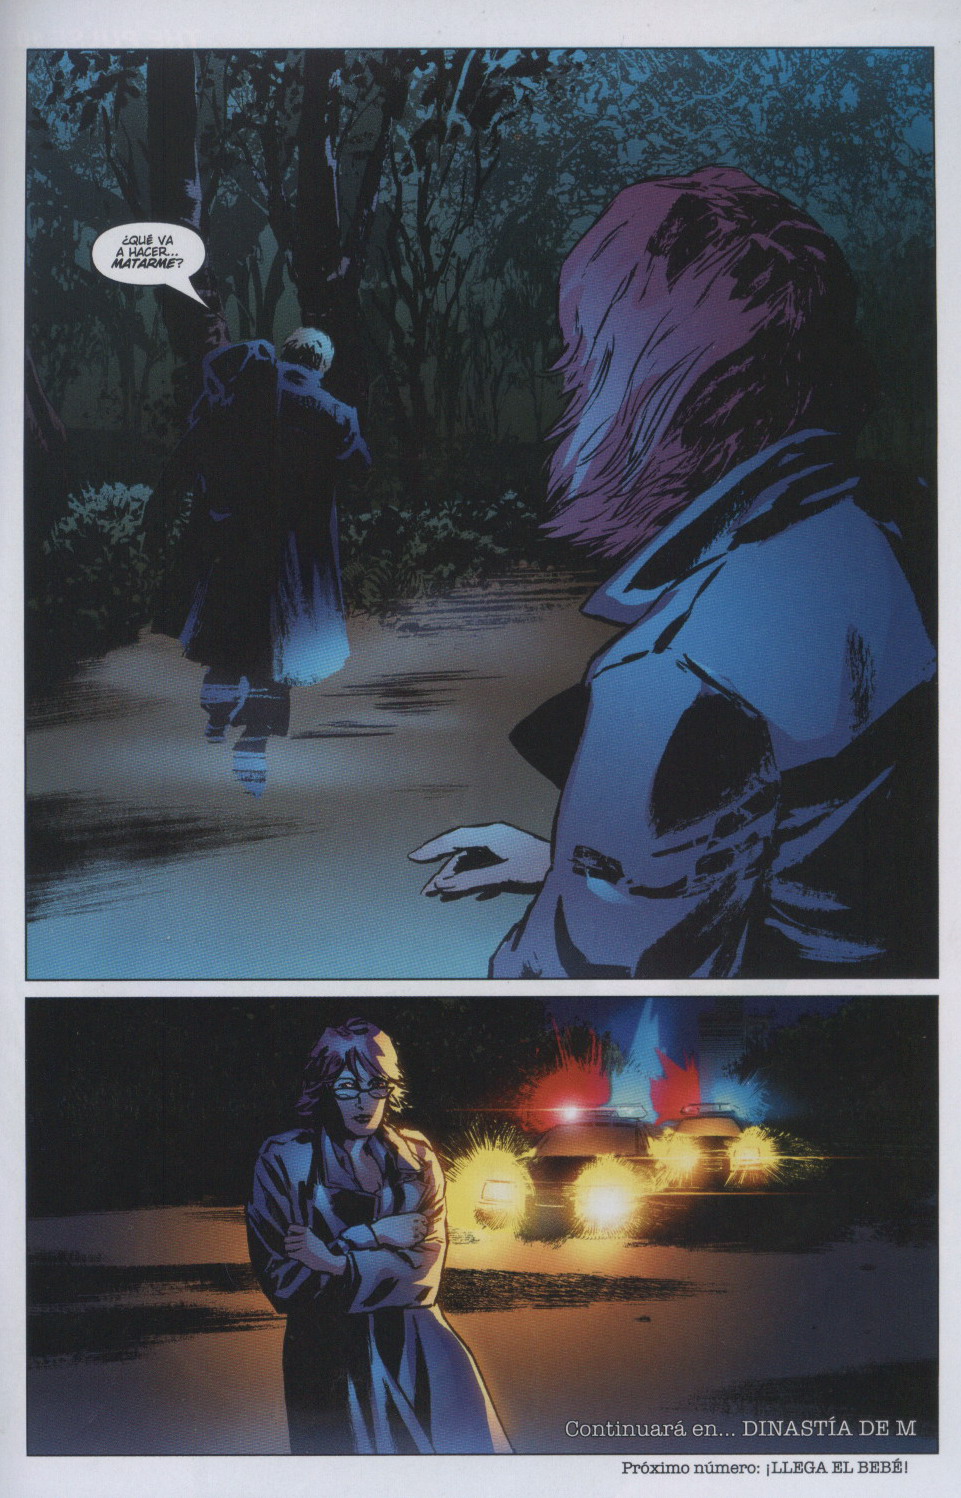 ¿QUÉ VA
A HACER...
MATARME?
Continuará en... DINASTÍA DE M
Próximo número: ¡LLEGA EL BEBÉ!